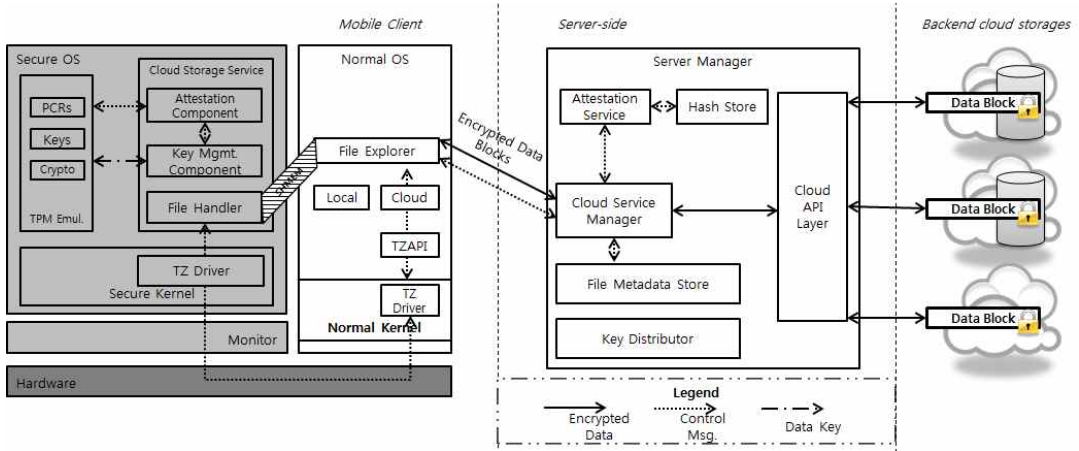 Mobile Client
Server-side
Backend cloud storages
Secure OS
Cloud Storage Service
PCRs
Keys
Crypto
TPM Emul.
Attestation
Component
Key Mgmt.
Component
File Handler
TZ Driver
Secure Kernel
Monitor
Hardware
Normal OS
File Explorer
Local
Cloud
TZAPI
TZ
Driver
Normal Kernel
Encrypted Data
Blocks
Server Manager
Attestation
Service
Hash Store
Cloud Service
Manager
File Metadata Store
Key Distributor
Cloud
API
Layer
Data Block
Data Block
Data Block
Legend
Encrypted
Data
Control
Msg.
Data Key